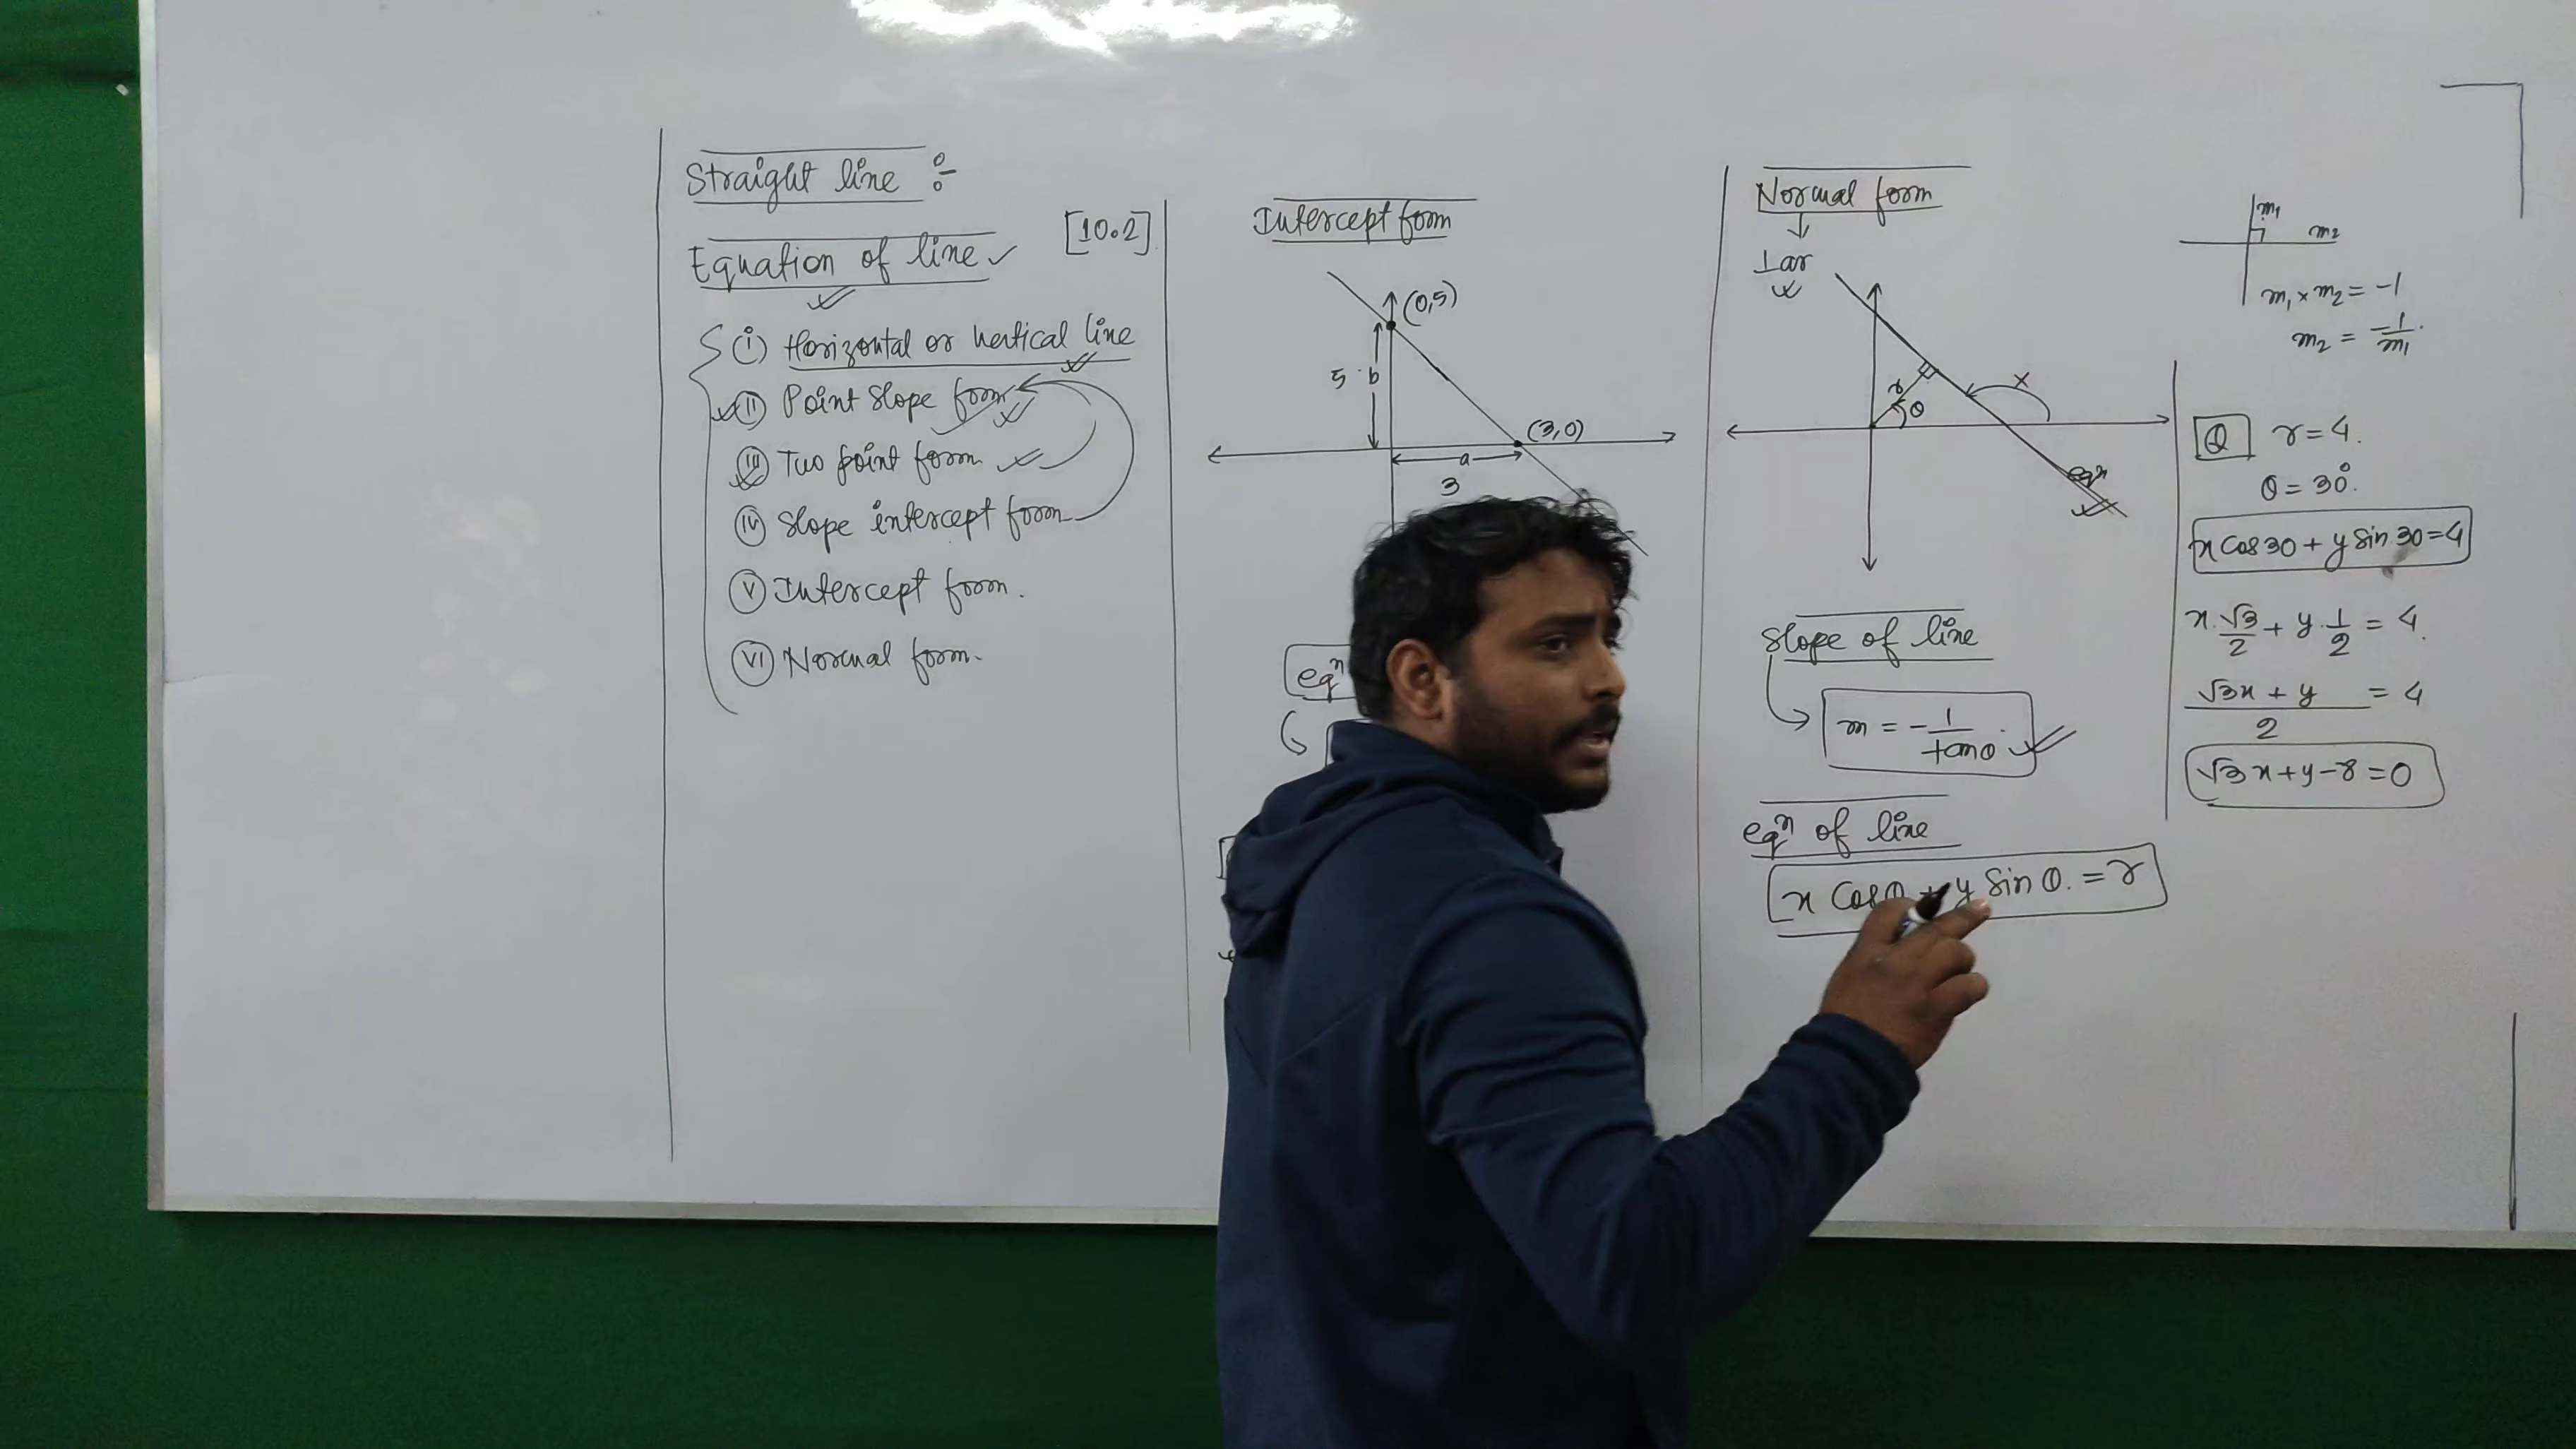 Straight line :-
Equation of line [10.2]
(i) Horizontal or Vertical line
(ii) Point Slope form
(iii) Two point form
(iv) Slope intercept form
(v) Intercept form.
(vi) Normal form.
Intercept form
(0,5)
5 b
(3,0)
a
3
eqⁿ
Normal form
⊥ar
r
θ
eqⁿ
Slope of line
m = -1/tanθ
eqⁿ of line
x Cosθ + y Sinθ. = r
m₁
m₂
m₁ × m₂ = -1
m₂ = -1/m₁.
Q r = 4.
θ = 30°.
x Cos30 + y Sin30 = 4
x.√3/2 + y.1/2 = 4.
√3x + y/2 = 4
√3x + y - 8 = 0